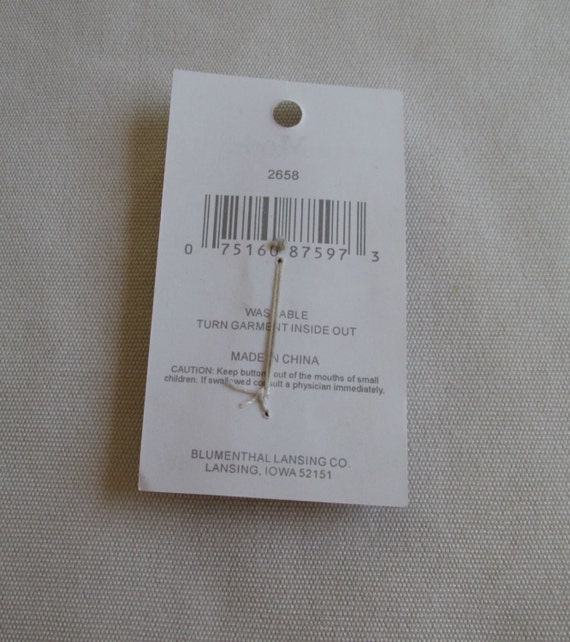 2658
0 75160 87597 3
WASHABLE
TURN GARMENT INSIDE OUT
MADE IN CHINA
CAUTION: Keep buttons out of the mouths of small
children. If swallowed consult a physician immediately.
BLUMENTHAL LANSING CO.
LANSING, IOWA 52151